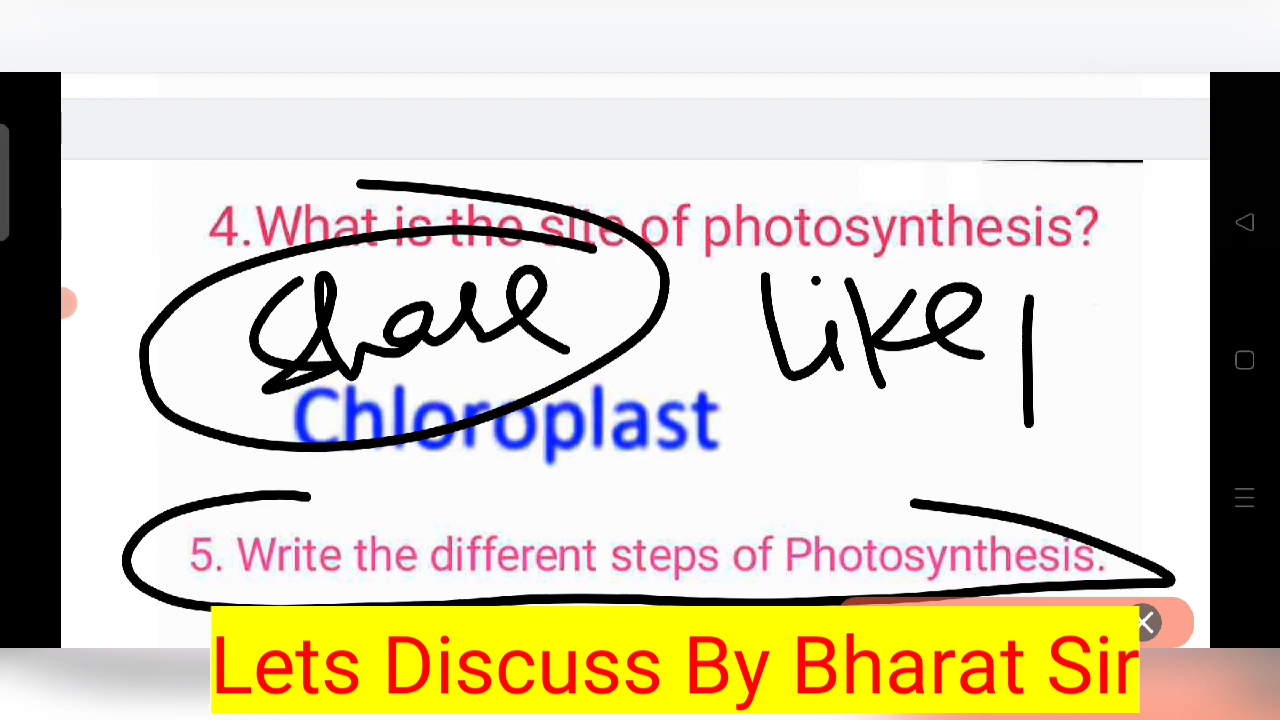 4.What is the site of photosynthesis?
Share Like
Chloroplast
5. Write the different steps of Photosynthesis.
Lets Discuss By Bharat Sir